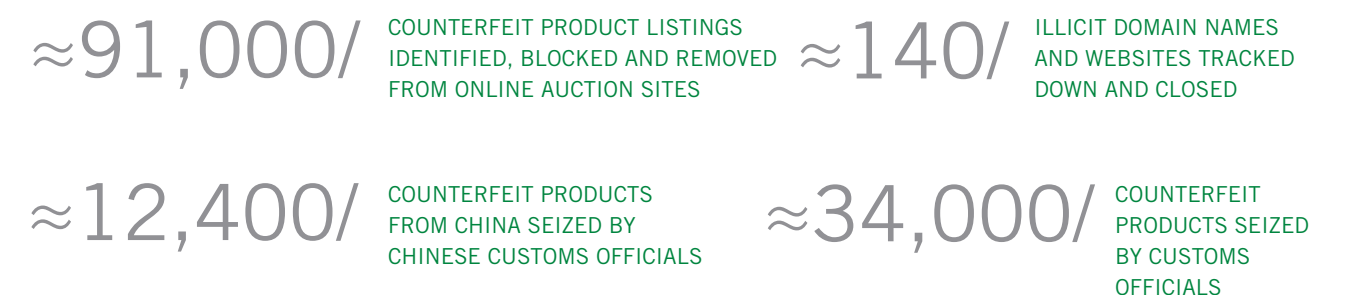 ≈91,000/
COUNTERFEIT PRODUCT LISTINGS
IDENTIFIED, BLOCKED AND REMOVED
FROM ONLINE AUCTION SITES
≈140/
ILLICIT DOMAIN NAMES
AND WEBSITES TRACKED
DOWN AND CLOSED
≈12,400/
COUNTERFEIT PRODUCTS
FROM CHINA SEIZED BY
CHINESE CUSTOMS OFFICIALS
≈34,000/
COUNTERFEIT
PRODUCTS SEIZED
BY CUSTOMS
OFFICIALS